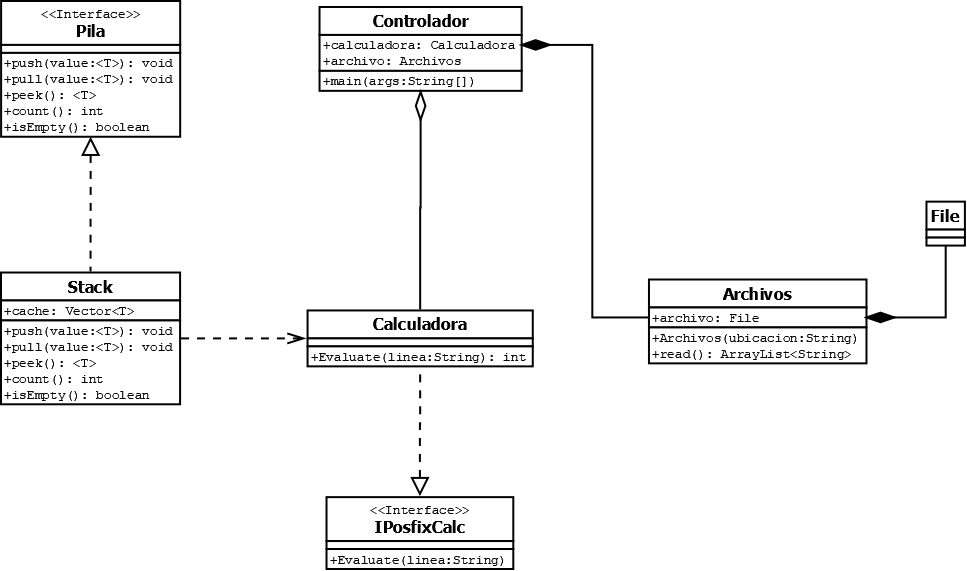 <<Interface>>
Pila
+push(value:<T>): void
+pull(value:<T>): void
+peek(): <T>
+count(): int
+isEmpty(): boolean
Controlador
+calculadora: Calculadora
+archivo: Archivos
+main(args:String[])
File
Stack
+cache: Vector<T>
+push(value:<T>): void
+pull(value:<T>): void
+peek(): <T>
+count(): int
+isEmpty(): boolean
Calculadora
+Evaluate(linea:String): int
Archivos
+archivo: File
+Archivos(ubicacion:String)
+read(): ArrayList<String>
<<Interface>>
IPosfixCalc
+Evaluate(linea:String)